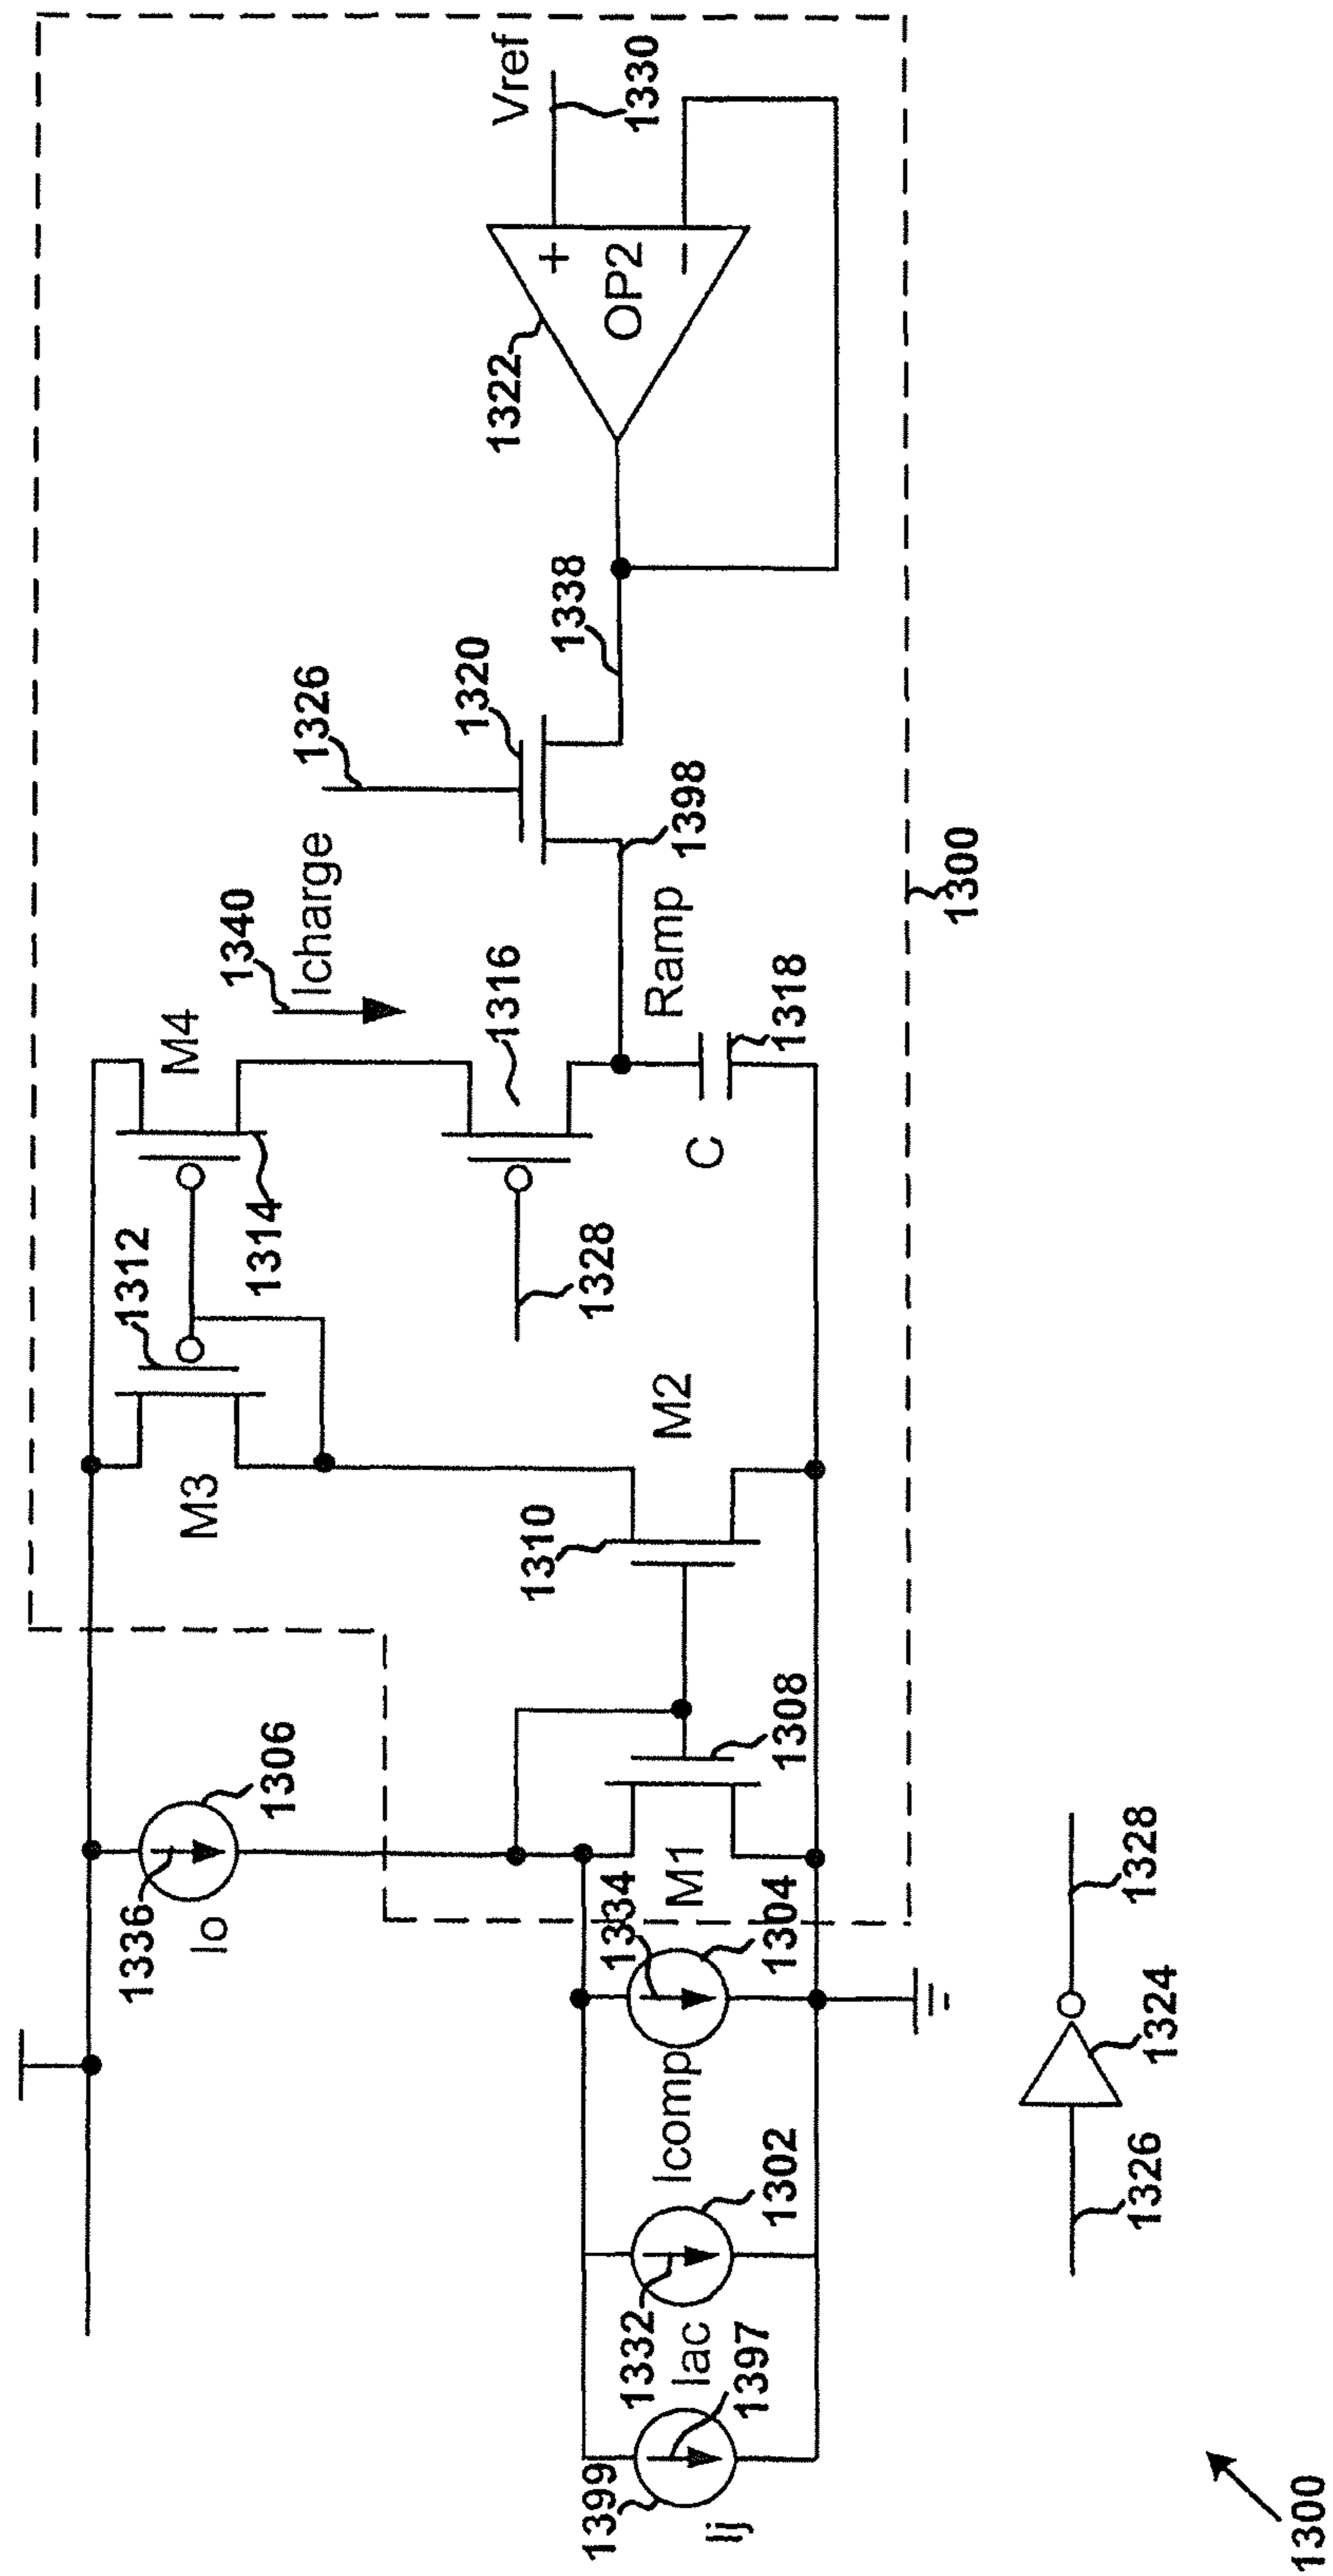 1336
Io
1306
1312
M3
M4
1314
1340
Icharge
1316
1328
1326
1320
1338
1322
+
OP2
−
Vref
1330
1398
Ramp
1318
C
M2
1310
1308
M1
1334
1304
Icomp
1302
1332
Iac
1397
1399
Ij
1300
1326
1324
1328
1300